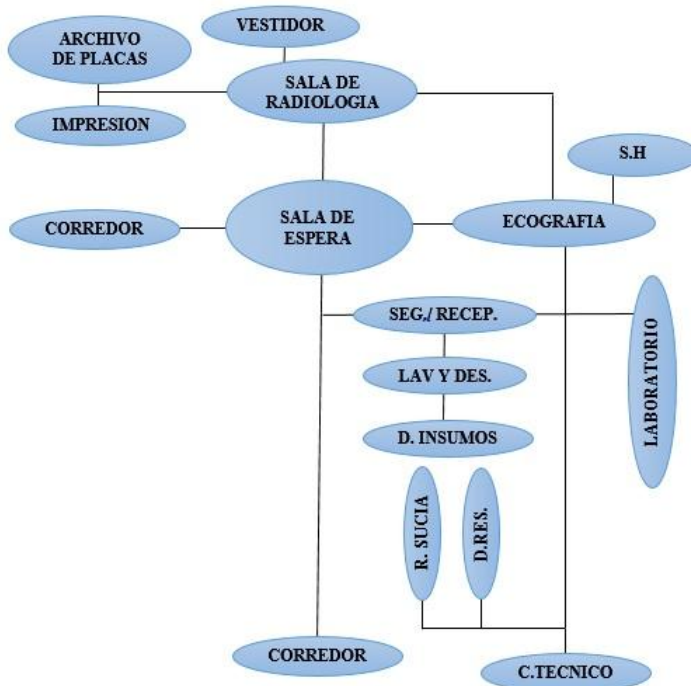 VESTIDOR
ARCHIVO
DE PLACAS
SALA DE
RADIOLOGIA
IMPRESION
S.H
CORREDOR
SALA DE
ESPERA
ECOGRAFIA
SEG./ RECEP.
LABORATORIO
LAV Y DES.
D. INSUMOS
R. SUCIA
D.RES.
CORREDOR
C.TECNICO